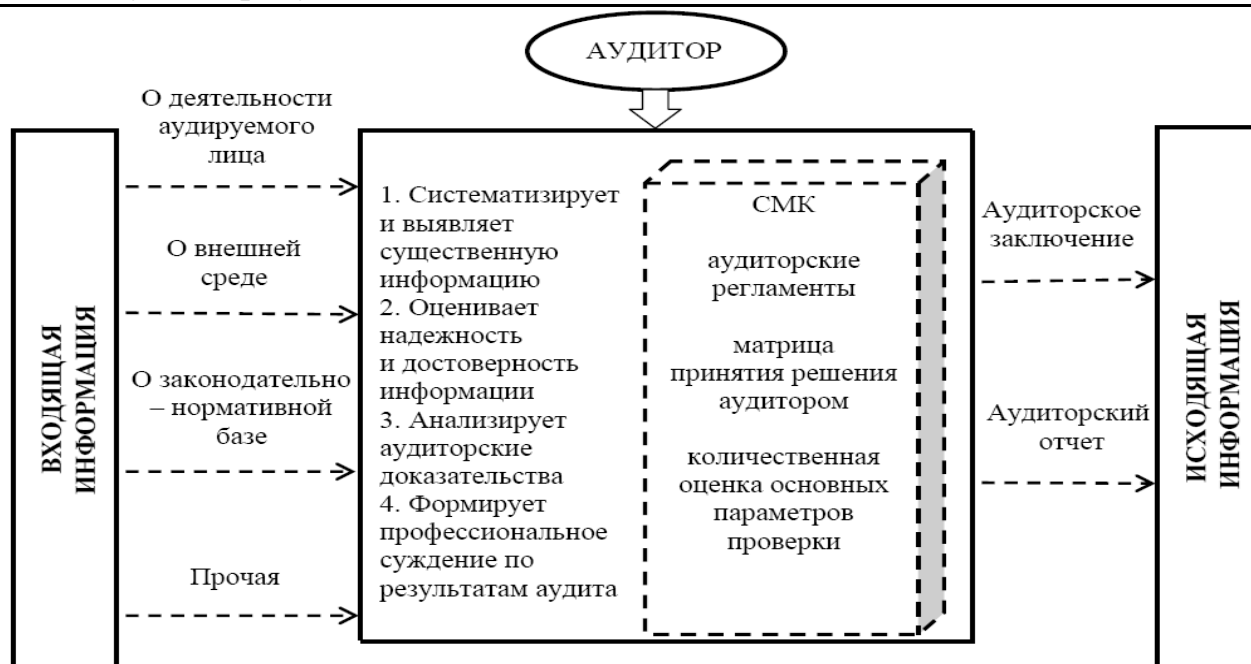 АУДИТОР
ВХОДЯЩАЯ
ИНФОРМАЦИЯ
О деятельности
аудируемого
лица
О внешней
среде
О законодательно
– нормативной
базе
Прочая
1. Систематизирует
и выявляет
существенную
информацию
2. Оценивает
надежность
и достоверность
информации
3. Анализирует
аудиторские
доказательства
4. Формирует
профессиональное
суждение по
результатам аудита
СМК
аудиторские
регламенты
матрица
принятия решения
аудитором
количественная
оценка основных
параметров
проверки
Аудиторское
заключение
Аудиторский
отчет
ИСХОДЯЩАЯ
ИНФОРМАЦИЯ